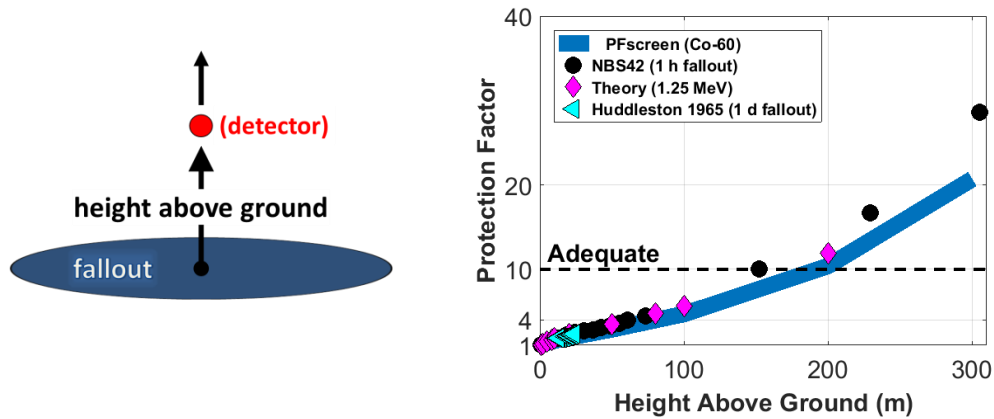 (detector)
height above ground
fallout
Protection Factor
40
20
10
4
1
PFscreen (Co-60)
NBS42 (1 h fallout)
Theory (1.25 MeV)
Huddleston 1965 (1 d fallout)
Adequate
0
100
200
300
Height Above Ground (m)